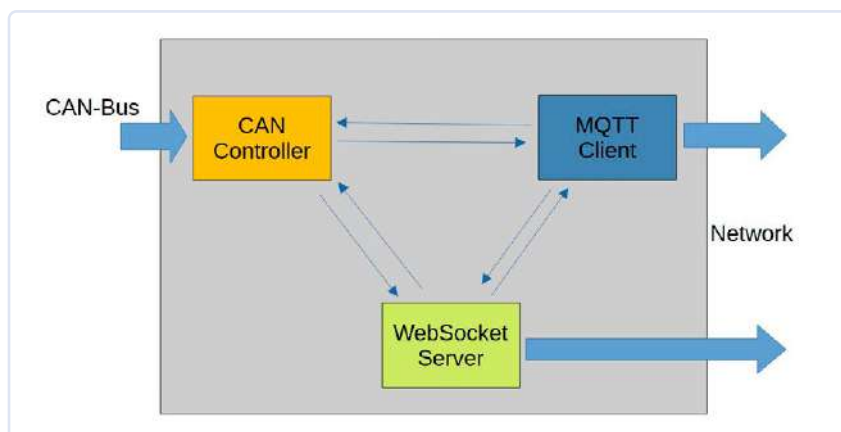 CAN-Bus
CAN
Controller
MQTT
Client
Network
WebSocket
Server